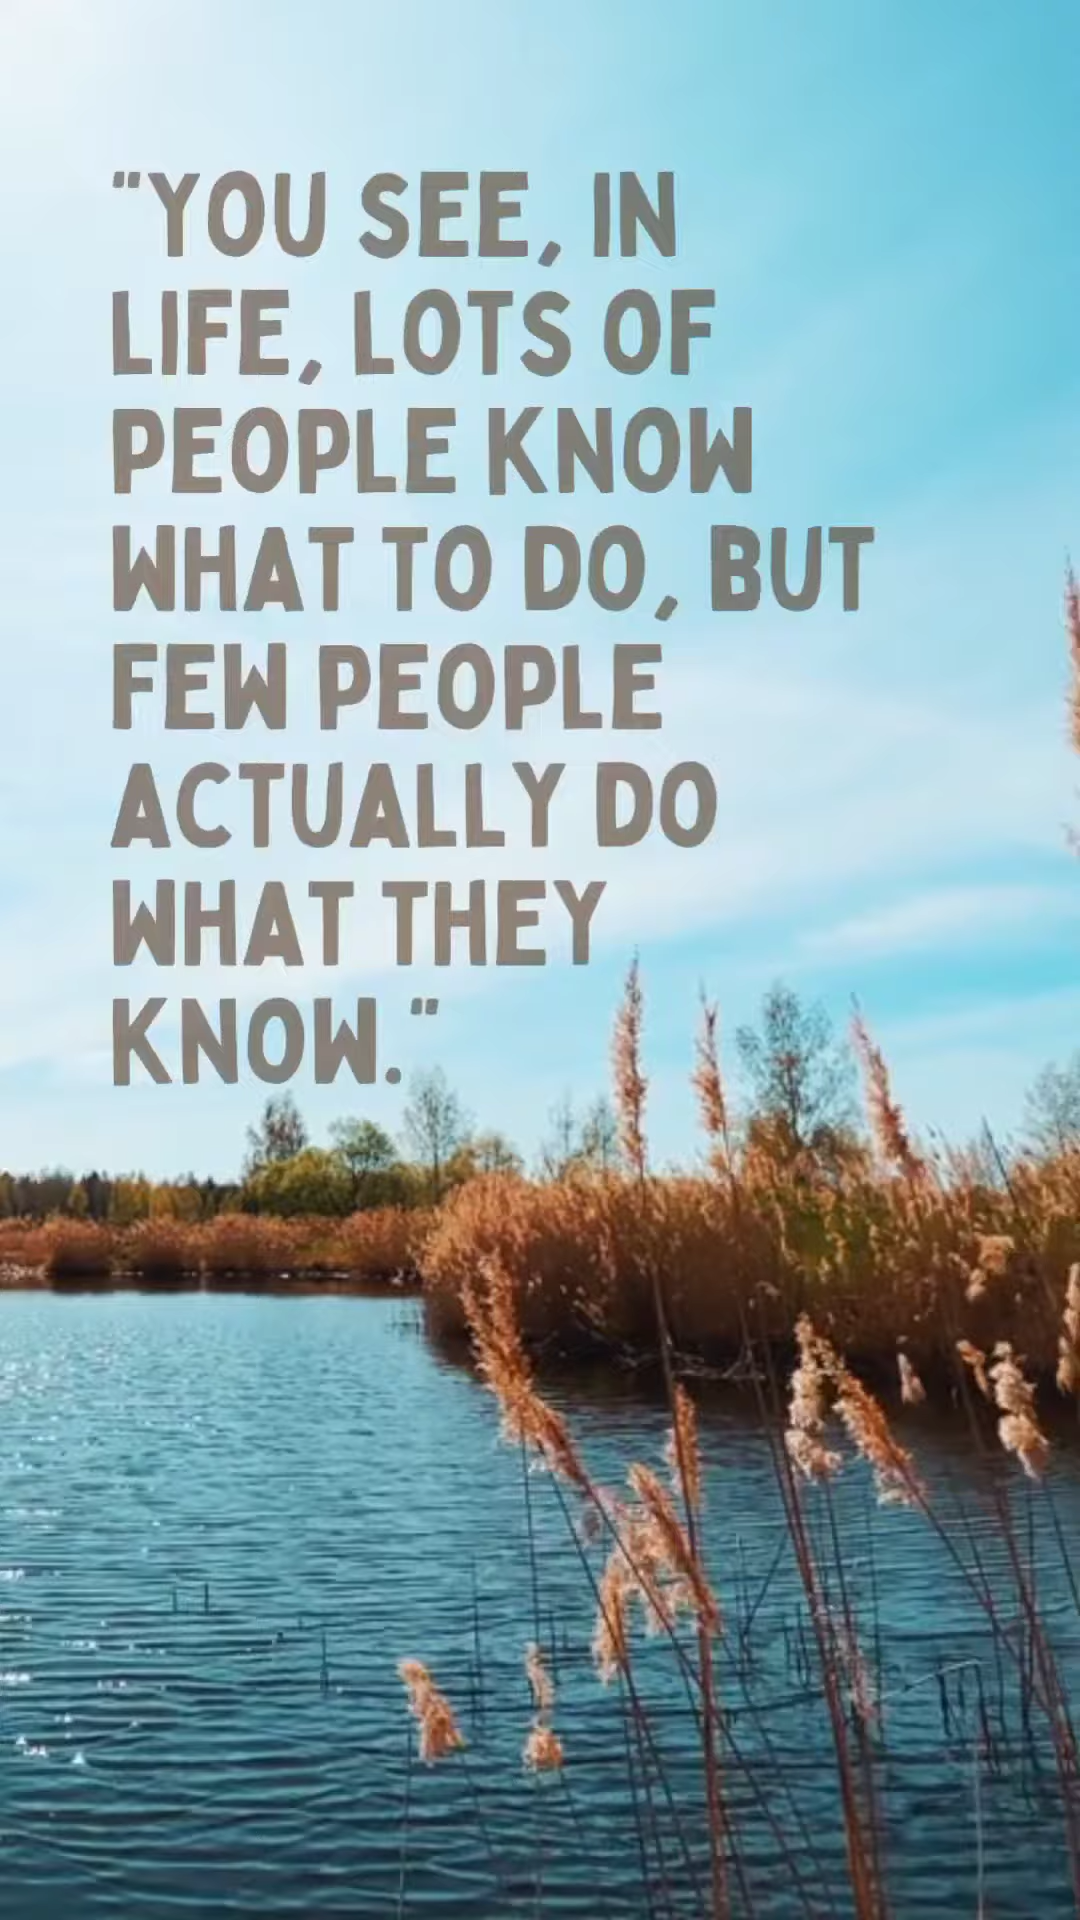 "YOU SEE, IN
LIFE, LOTS OF
PEOPLE KNOW
WHAT TO DO, BUT
FEW PEOPLE
ACTUALLY DO
WHAT THEY
KNOW."